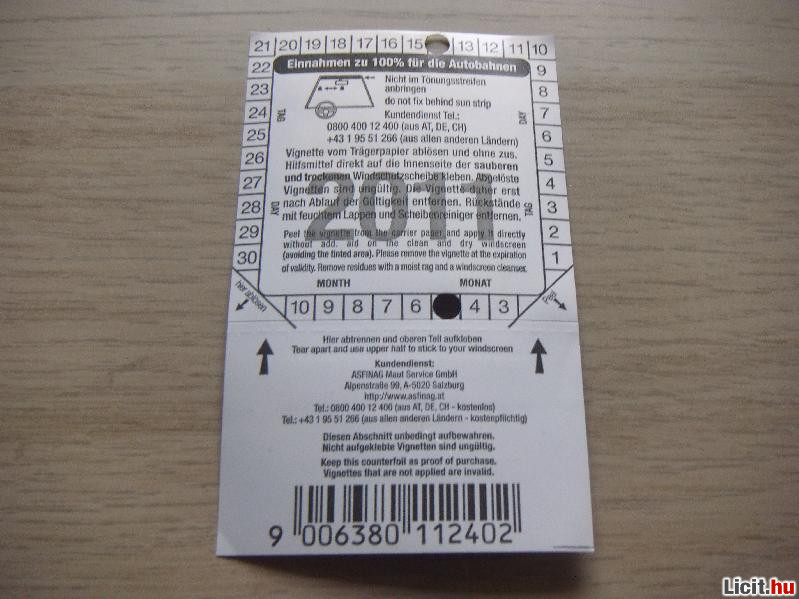 21 20 19 18 17 16 15 13 12 11 10
22 Einnahmen zu 100% für die Autobahnen 9
23 Nicht im Tönungsstreifen 8
anbringen
do not fix behind sun strip
24 TAG Kundendienst Tel.: DAY 7
0800 400 12 400 (aus AT, DE, CH)
25 +43 1 95 51 266 (aus allen anderen Ländern) 6
26 Vignette vom Trägerpapier ablösen und ohne zus. 5
Hilfsmittel direkt auf die Innenseite der sauberen
und trockenen Windschutzscheibe kleben. Abgelöste
27 Vignetten sind ungültig. Die Vignette daher erst 4
28 DAY nach Ablauf der Gültigkeit entfernen. Rückstände TAG 3
mit feuchtem Lappen und Scheibenreiniger entfernen.
2011
29 Peel the vignette from the carrier paper and apply it directly 2
without add. aid on the clean and dry windscreen
30 (avoiding the tinted area). Please remove the vignette at the expiration 1
of validity. Remove residues with a moist rag and a windscreen cleanser.
MONTH MONAT
hier ablösen 10 9 8 7 6 4 3 Peel
Hier abtrennen und oberen Teil aufkleben
Tear apart and use upper half to stick to your windscreen
Kundendienst:
ASFINAG Maut Service GmbH
Alpenstraße 99, A-5020 Salzburg
http://www.asfinag.at
Tel.: 0800 400 12 400 (aus AT, DE, CH - kostenlos)
Tel.: +43 1 95 51 266 (aus allen anderen Ländern - kostenpflichtig)
Diesen Abschnitt unbedingt aufbewahren.
Nicht aufgeklebte Vignetten sind ungültig.
Keep this counterfoil as proof of purchase.
Vignettes that are not applied are invalid.
9 006380 112402
Licit.hu